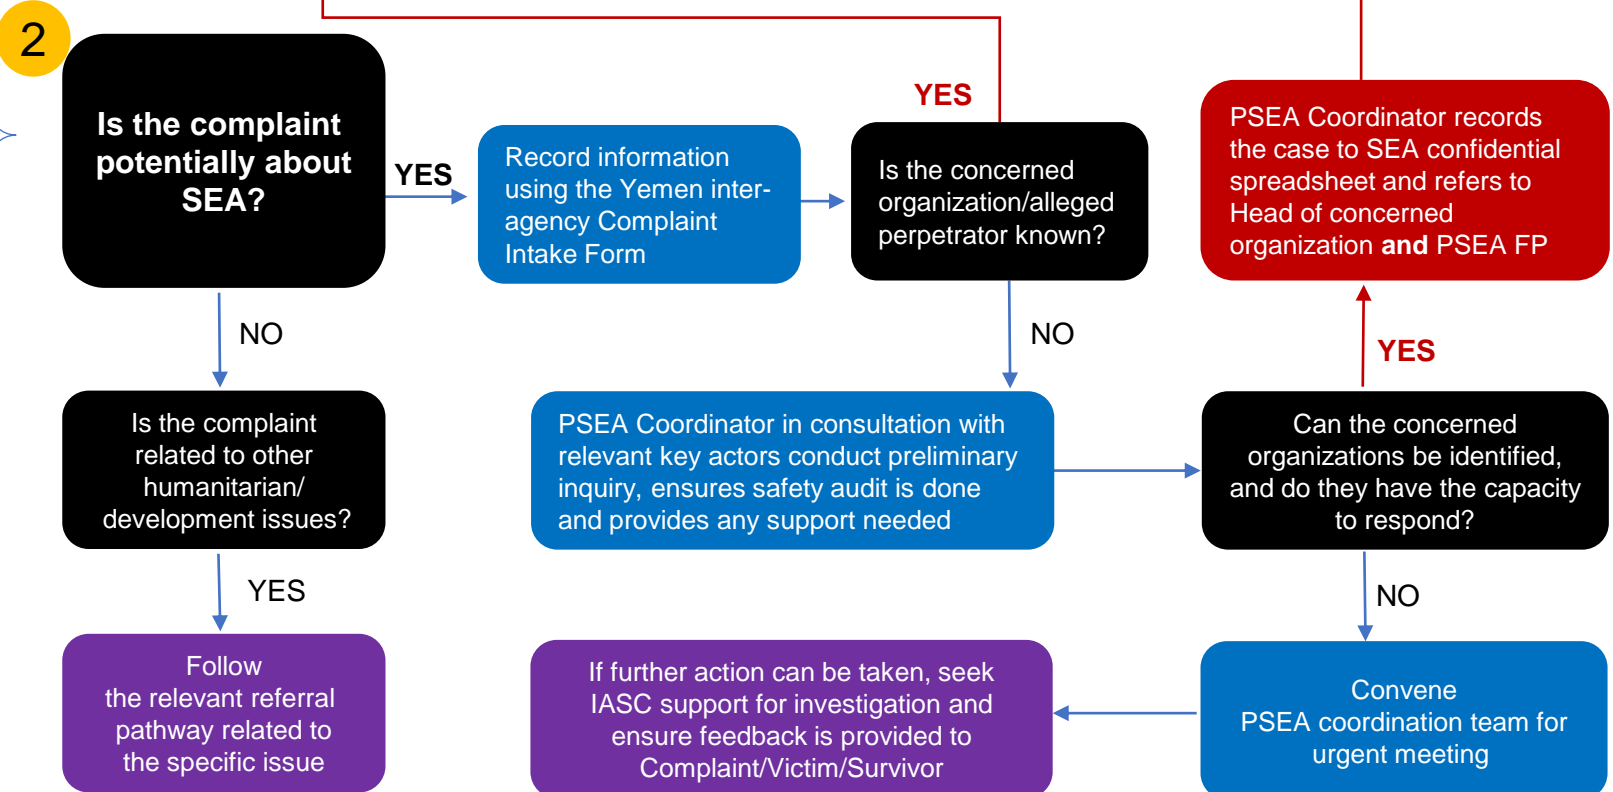 2
Is the complaint
potentially about
SEA?
YES
Record information
using the Yemen inter-
agency Complaint
Intake Form
YES
Is the concerned
organization/alleged
perpetrator known?
PSEA Coordinator records
the case to SEA confidential
spreadsheet and refers to
Head of concerned
organization and PSEA FP
NO
NO
YES
Is the complaint
related to other
humanitarian/
development issues?
PSEA Coordinator in consultation with
relevant key actors conduct preliminary
inquiry, ensures safety audit is done
and provides any support needed
Can the concerned
organizations be identified,
and do they have the capacity
to respond?
YES
NO
Follow
the relevant referral
pathway related to
the specific issue
If further action can be taken, seek
IASC support for investigation and
ensure feedback is provided to
Complaint/Victim/Survivor
Convene
PSEA coordination team for
urgent meeting